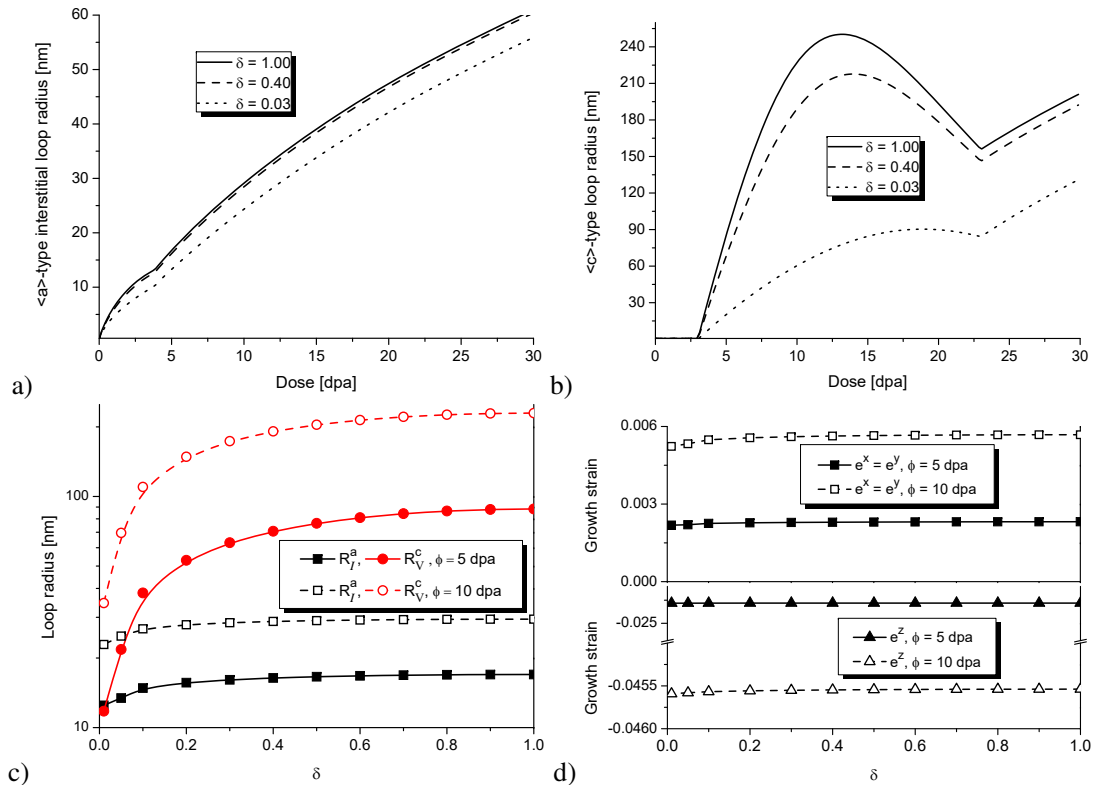 60
50
40
30
20
10
<a>-type interstitial loop radius [nm]
δ = 1.00
δ = 0.40
δ = 0.03
0 5 10 15 20 25 30
Dose [dpa]
a)
240
210
180
150
120
90
60
30
<c>-type loop radius [nm]
δ = 1.00
δ = 0.40
δ = 0.03
0 5 10 15 20 25 30
Dose [dpa]
b)
100
10
Loop radius [nm]
R_I^a, R_V^c, ϕ = 5 dpa
R_I^a, R_V^c, ϕ = 10 dpa
0.0 0.2 0.4 0.6 0.8 1.0
δ
c)
0.006
0.003
0.000
Growth strain
e^x = e^y, ϕ = 5 dpa
e^x = e^y, ϕ = 10 dpa
-0.025
-0.0455
-0.0460
Growth strain
e^z, ϕ = 5 dpa
e^z, ϕ = 10 dpa
0.0 0.2 0.4 0.6 0.8 1.0
δ
d)